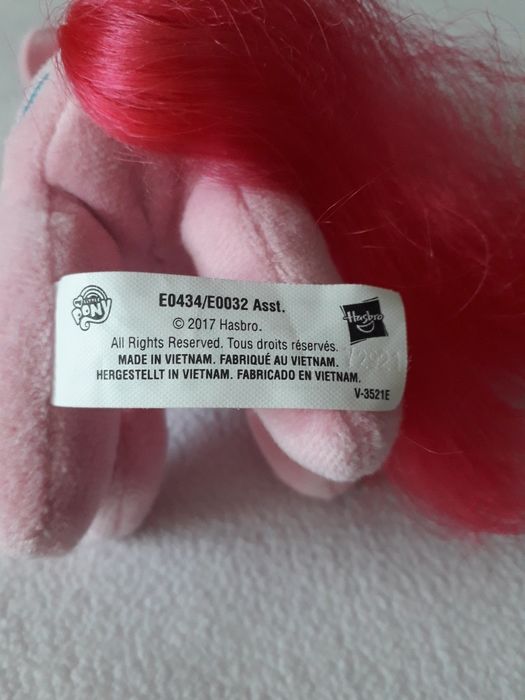 MY LITTLE PONY
E0434/E0032 Asst.
© 2017 Hasbro.
Hasbro
All Rights Reserved. Tous droits réservés.
MADE IN VIETNAM. FABRIQUÉ AU VIETNAM.
HERGESTELLT IN VIETNAM. FABRICADO EN VIETNAM.
V-3521E